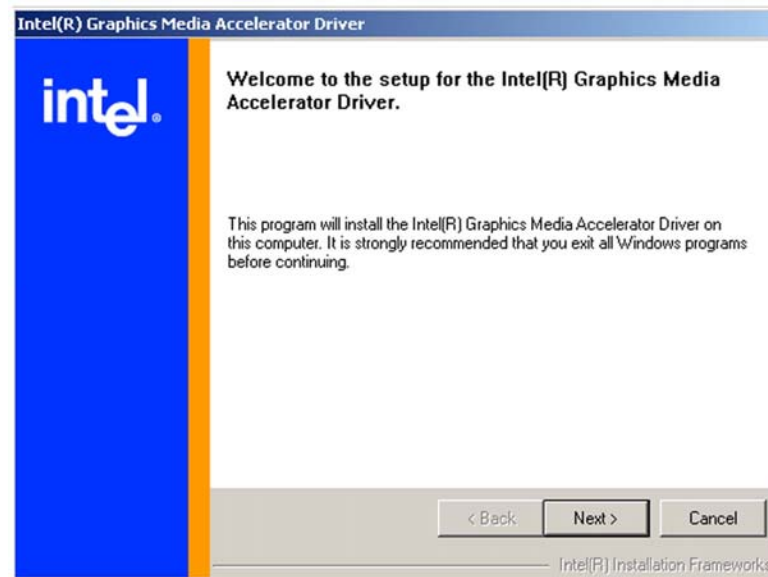 Intel(R) Graphics Media Accelerator Driver
intel®
Welcome to the setup for the Intel(R) Graphics Media
Accelerator Driver.
This program will install the Intel(R) Graphics Media Accelerator Driver on
this computer. It is strongly recommended that you exit all Windows programs
before continuing.
< Back Next > Cancel
Intel(R) Installation Frameworks